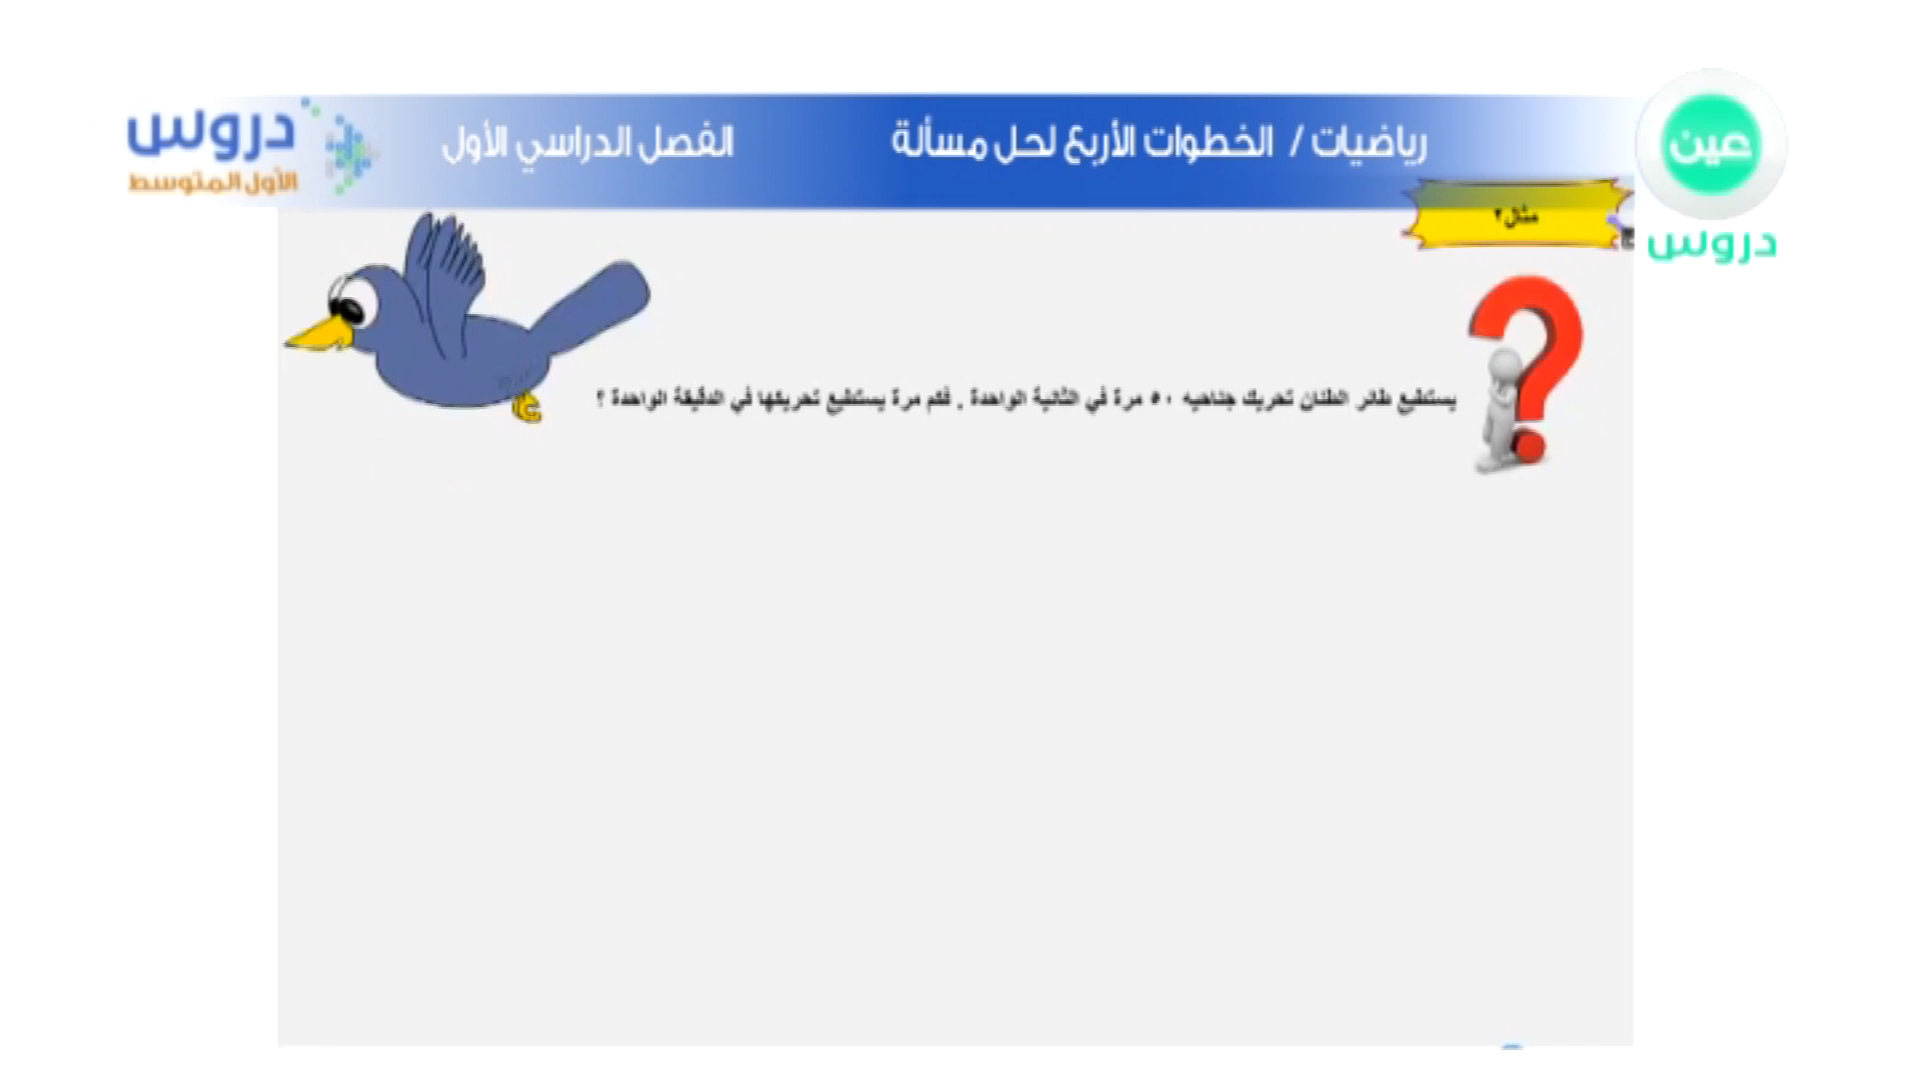 رياضيات / الخطوات الأربع لحل مسألة
الفصل الدراسي الأول
دروس
الأول المتوسط
عين
دروس
مثال٢
يستطيع طائر الطنان تحريك جناحيه ٥٠ مرة في الثانية الواحدة . فكم مرة يستطيع تحريكها في الدقيقة الواحدة ؟